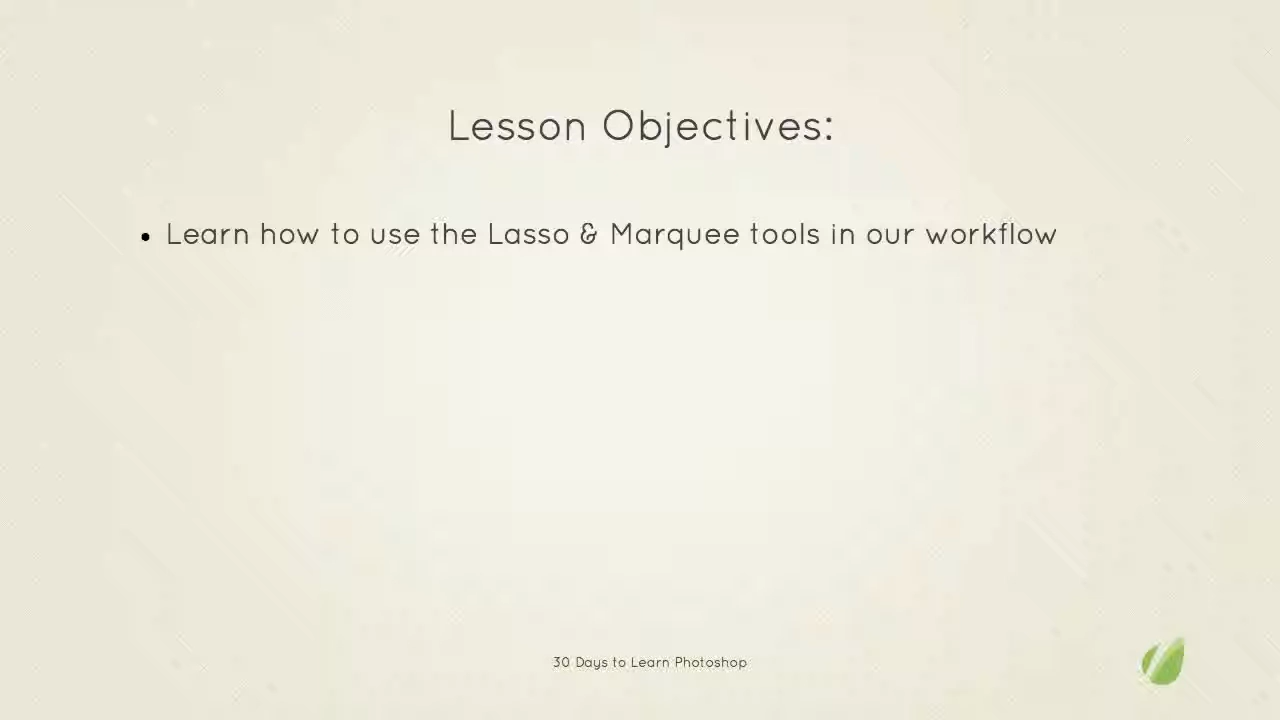 Lesson Objectives:
• Learn how to use the Lasso & Marquee tools in our workflow
30 Days to Learn Photoshop